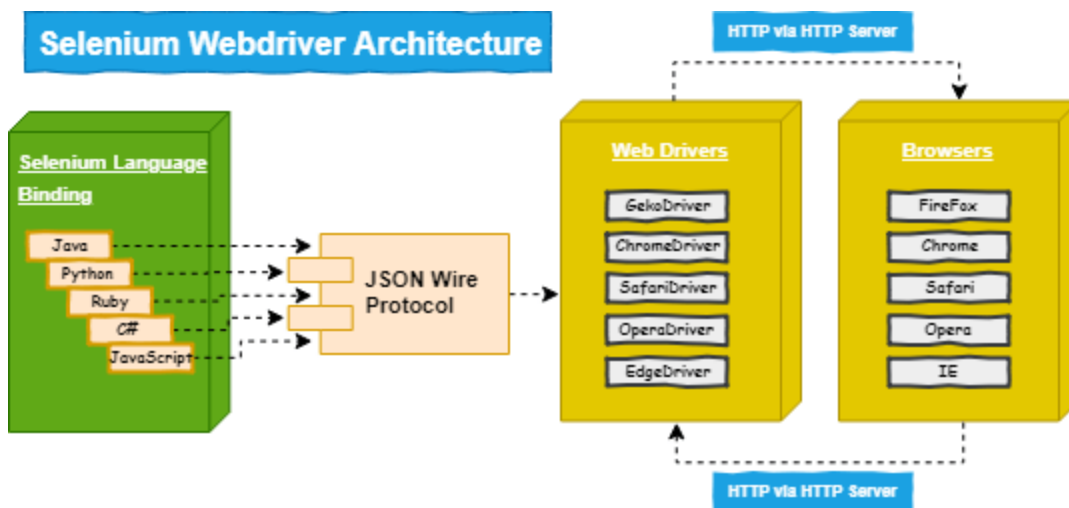 Selenium Webdriver Architecture
HTTP via HTTP Server
Selenium Language
Binding
Java
Python
Ruby
C#
JavaScript
JSON Wire
Protocol
Web Drivers
GekoDriver
ChromeDriver
SafariDriver
OperaDriver
EdgeDriver
Browsers
FireFox
Chrome
Safari
Opera
IE
HTTP via HTTP Server